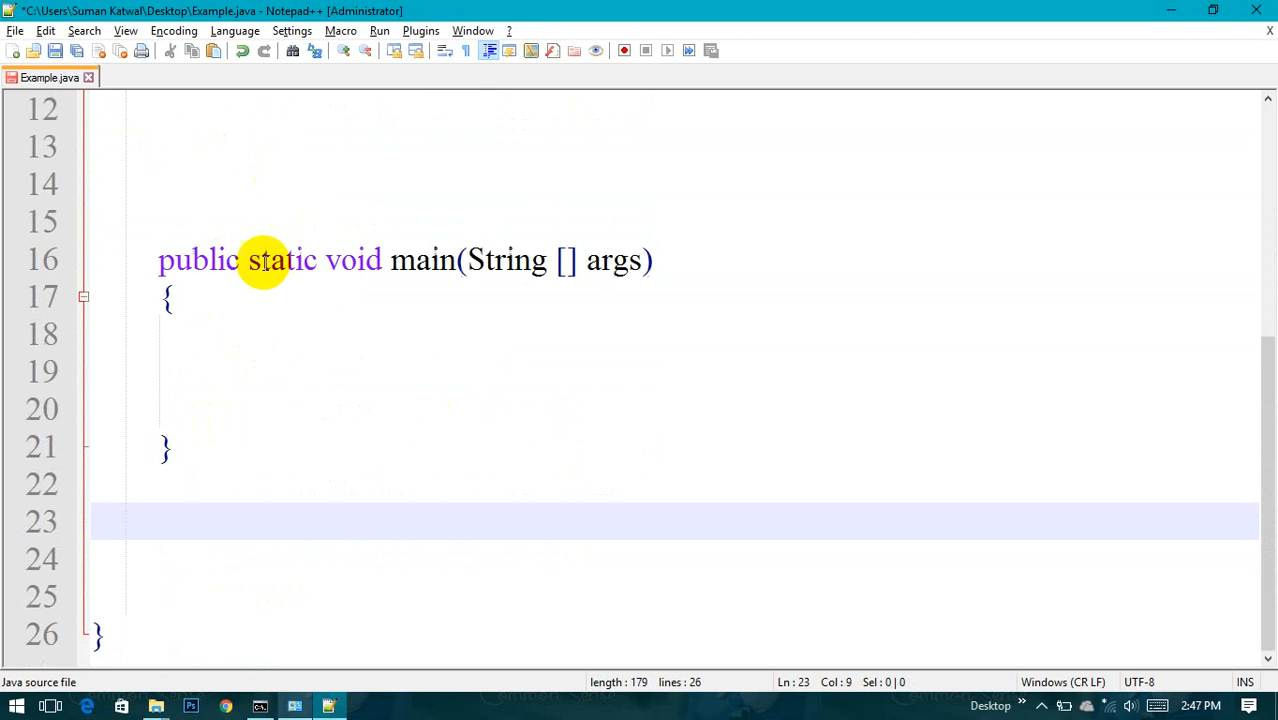 *C:\Users\Suman Katwal\Desktop\Example.java - Notepad++ [Administrator]
File Edit Search View Encoding Language Settings Macro Run Plugins Window ? X
Example.java
12
13
14
15
16 public static void main(String [] args)
17 {
18
19
20
21 }
22
23
24
25
26 }
Java source file length : 179 lines : 26 Ln : 23 Col : 9 Sel : 0 | 0 Windows (CR LF) UTF-8 INS
Desktop 2:47 PM